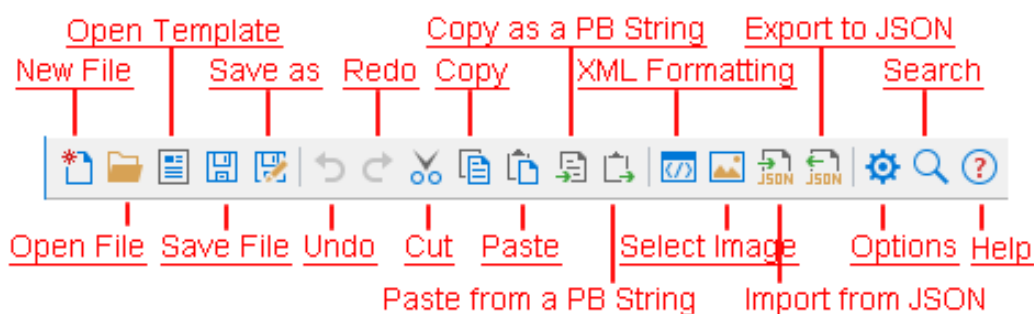 Open Template Copy as a PB String Export to JSON
New File Save as Redo Copy XML Formatting Search
</> JSON JSON ?
Open File Save File Undo Cut Paste Select Image Options Help
Paste from a PB String Import from JSON